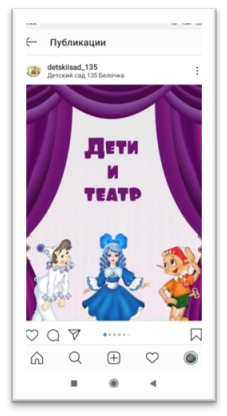 Публикации
detskiisad_135
Детский сад 135 Белочка
Дети
и
театр